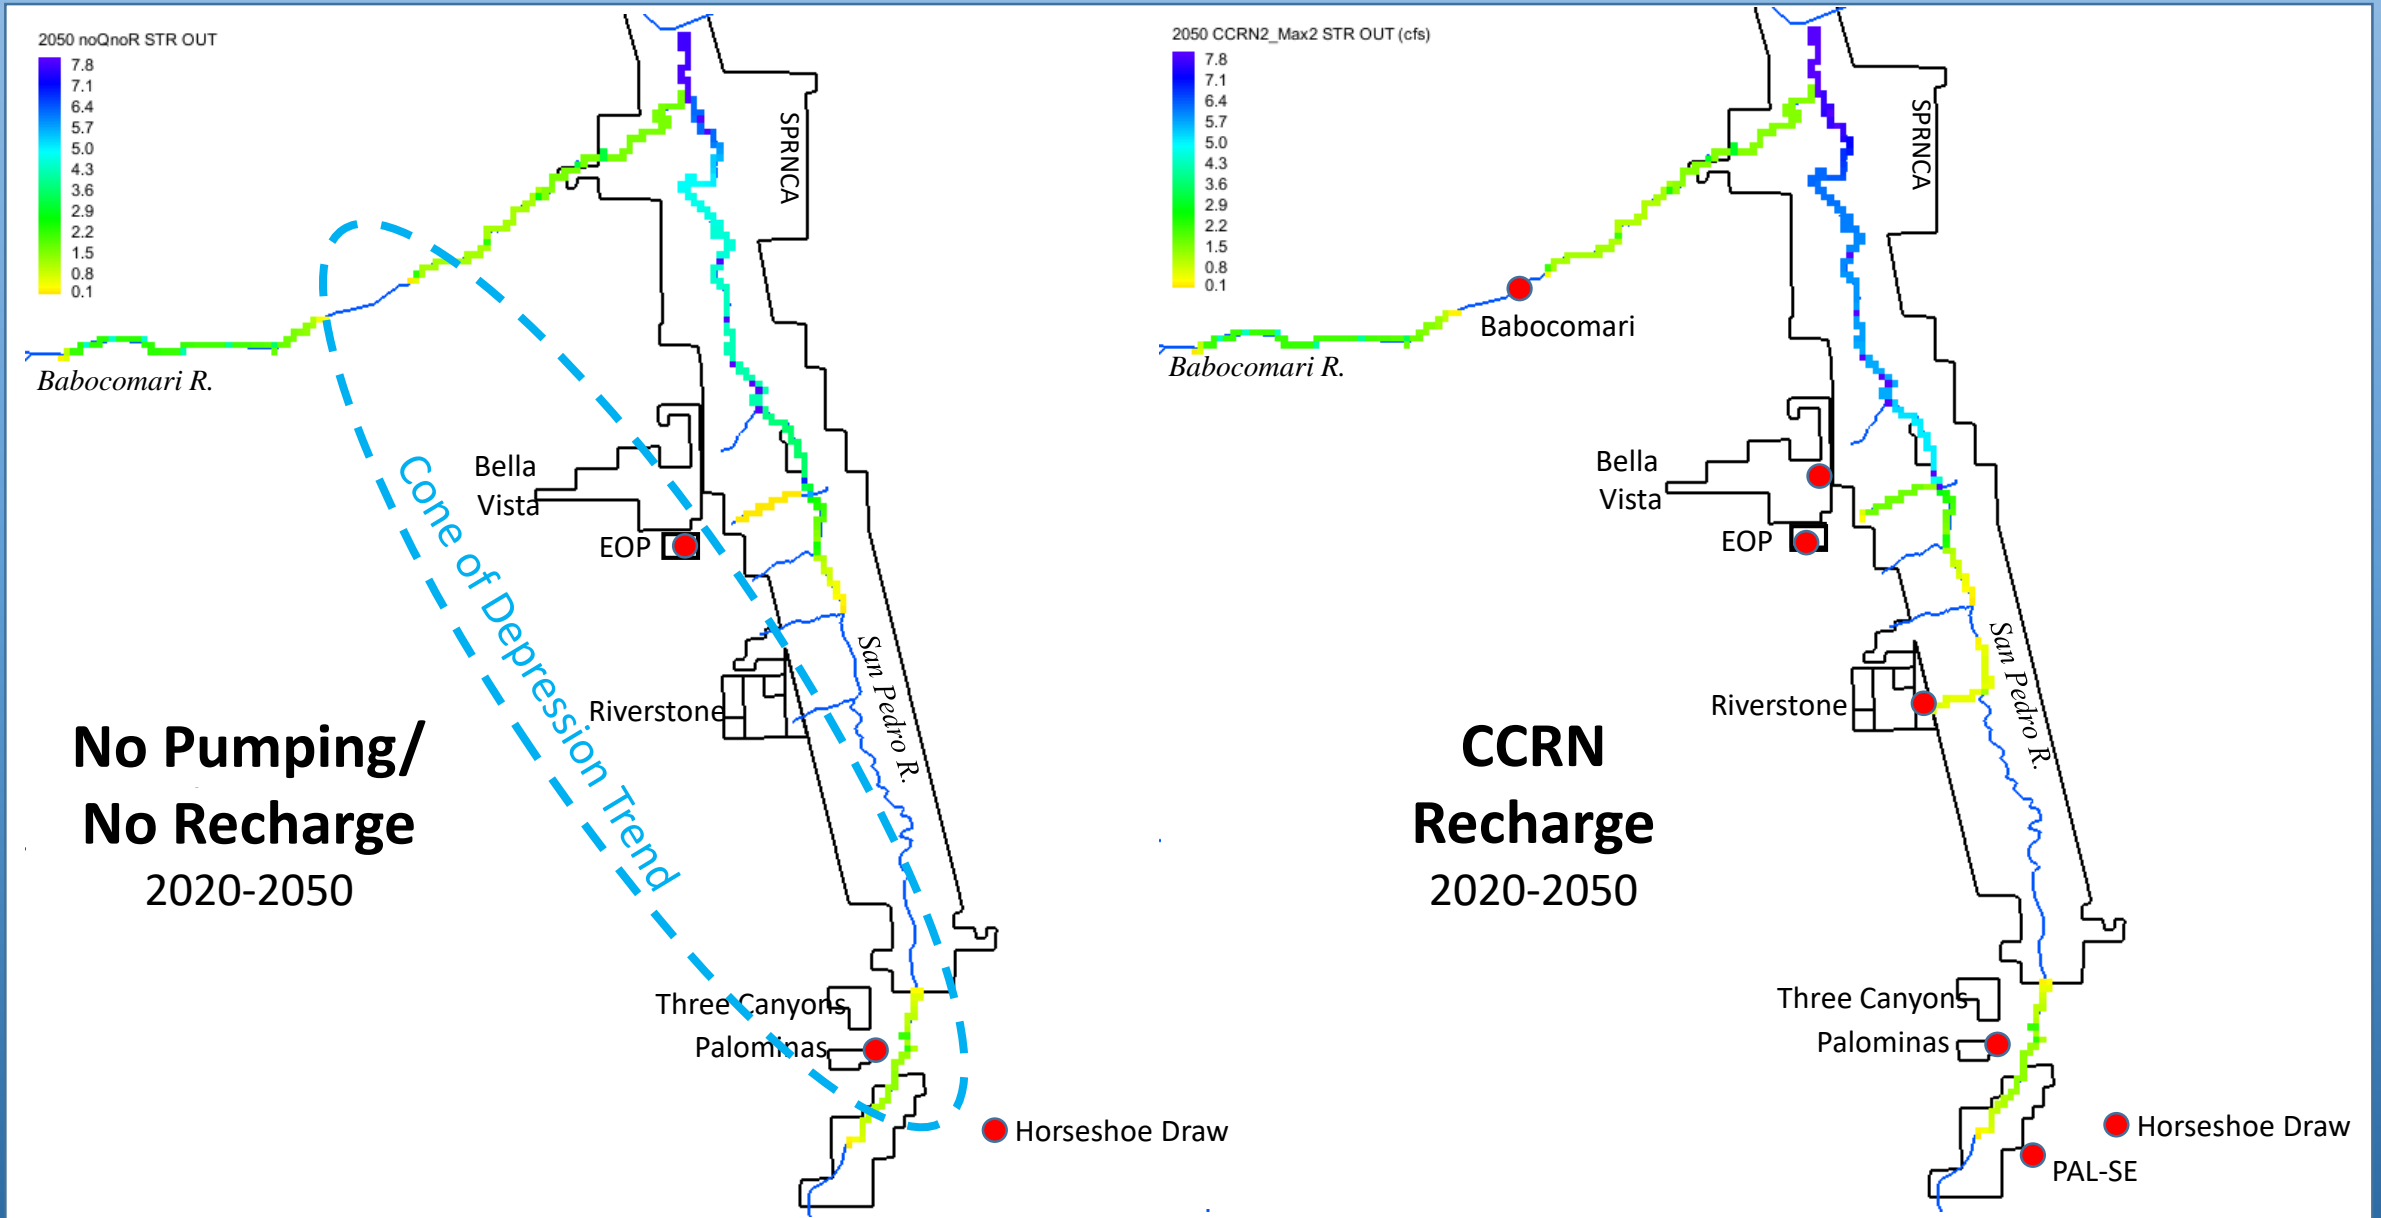 2050 noQnoR STR OUT
7.8
7.1
6.4
5.7
5.0
4.3
3.6
2.9
2.2
1.5
0.8
0.1
SPRNCA
Babocomari R.
Bella
Vista
EOP
Cone of Depression Trend
San Pedro R.
Riverstone
No Pumping/
No Recharge
2020-2050
Three Canyons
Palominas
Horseshoe Draw
2050 CCRN2_Max2 STR OUT (cfs)
7.8
7.1
6.4
5.7
5.0
4.3
3.6
2.9
2.2
1.5
0.8
0.1
SPRNCA
Babocomari
Babocomari R.
Bella
Vista
EOP
San Pedro R.
Riverstone
CCRN
Recharge
2020-2050
Three Canyons
Palominas
Horseshoe Draw
PAL-SE